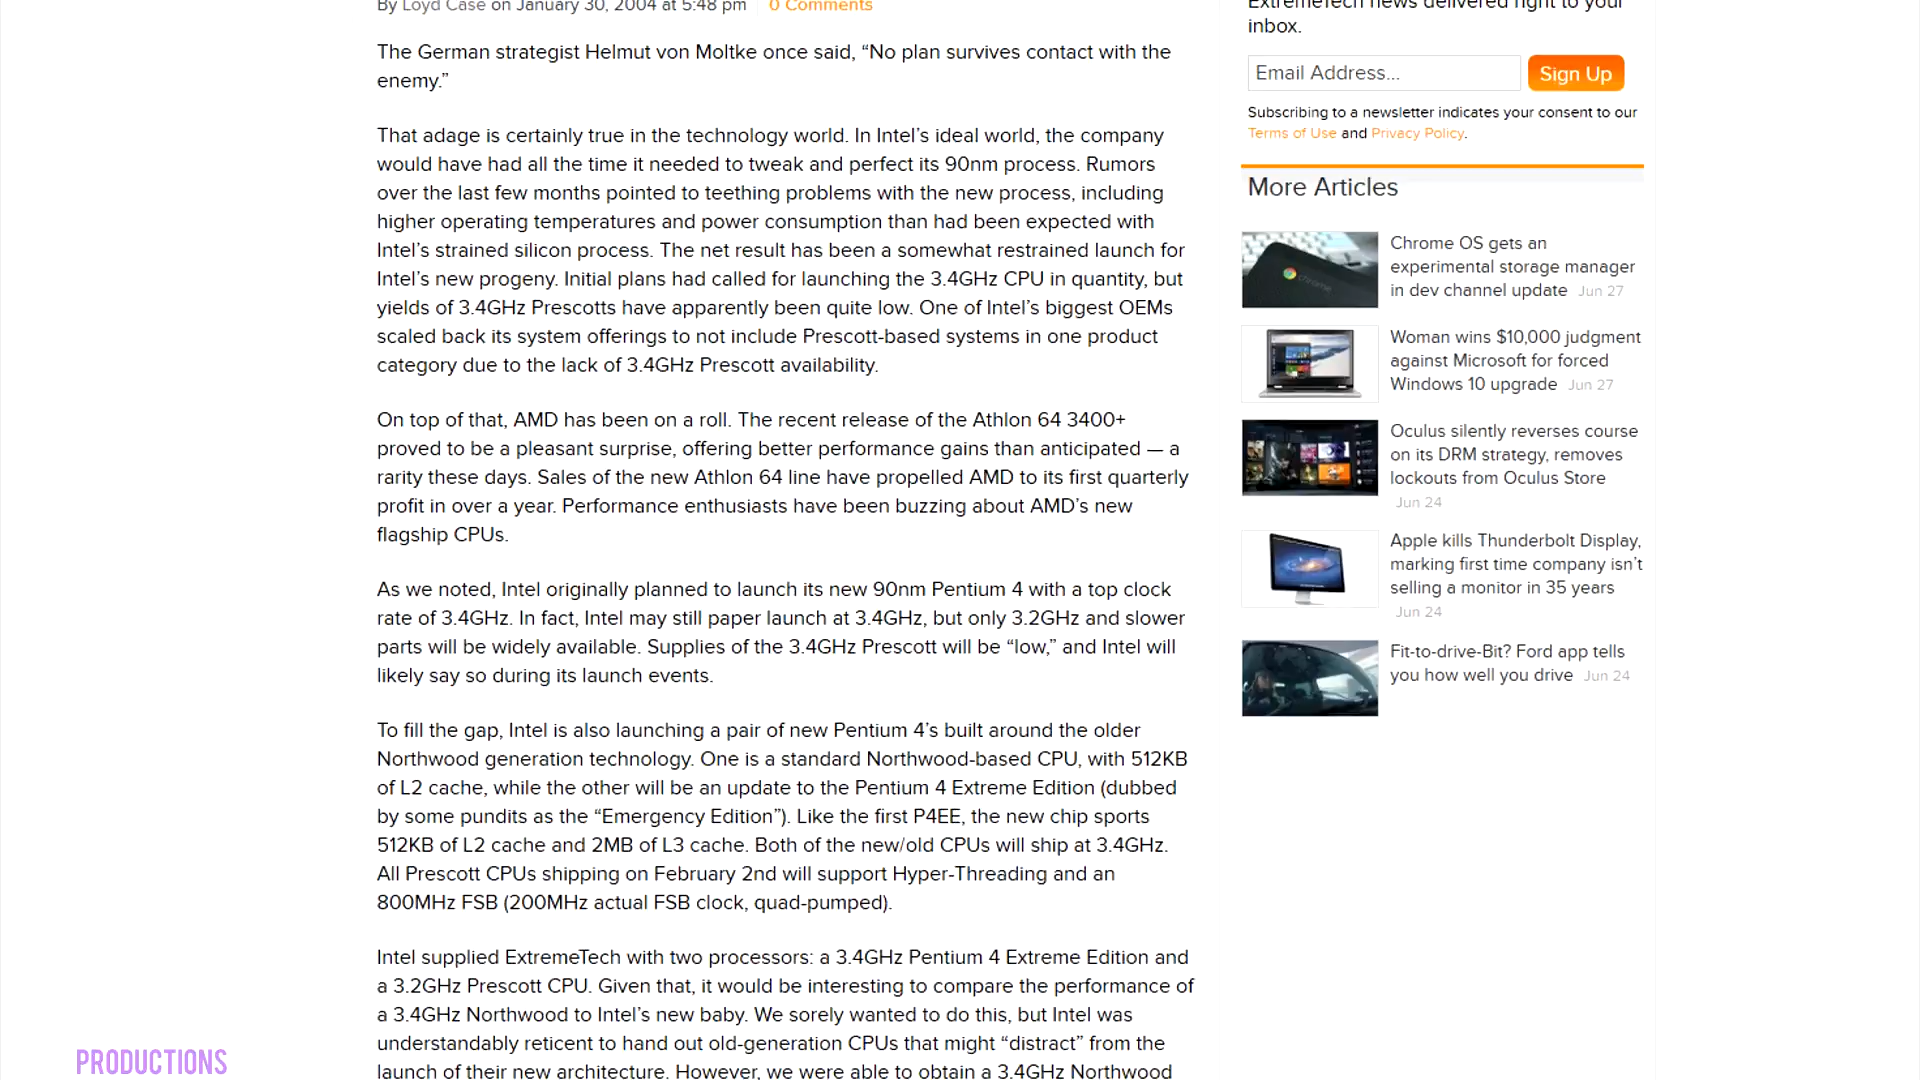 By Loyd Case on January 30, 2004 at 5:48 pm 0 Comments
The German strategist Helmut von Moltke once said, “No plan survives contact with the
enemy.”
That adage is certainly true in the technology world. In Intel’s ideal world, the company
would have had all the time it needed to tweak and perfect its 90nm process. Rumors
over the last few months pointed to teething problems with the new process, including
higher operating temperatures and power consumption than had been expected with
Intel’s strained silicon process. The net result has been a somewhat restrained launch for
Intel’s new progeny. Initial plans had called for launching the 3.4GHz CPU in quantity, but
yields of 3.4GHz Prescotts have apparently been quite low. One of Intel’s biggest OEMs
scaled back its system offerings to not include Prescott-based systems in one product
category due to the lack of 3.4GHz Prescott availability.
On top of that, AMD has been on a roll. The recent release of the Athlon 64 3400+
proved to be a pleasant surprise, offering better performance gains than anticipated — a
rarity these days. Sales of the new Athlon 64 line have propelled AMD to its first quarterly
profit in over a year. Performance enthusiasts have been buzzing about AMD’s new
flagship CPUs.
As we noted, Intel originally planned to launch its new 90nm Pentium 4 with a top clock
rate of 3.4GHz. In fact, Intel may still paper launch at 3.4GHz, but only 3.2GHz and slower
parts will be widely available. Supplies of the 3.4GHz Prescott will be “low,” and Intel will
likely say so during its launch events.
To fill the gap, Intel is also launching a pair of new Pentium 4’s built around the older
Northwood generation technology. One is a standard Northwood-based CPU, with 512KB
of L2 cache, while the other will be an update to the Pentium 4 Extreme Edition (dubbed
by some pundits as the “Emergency Edition”). Like the first P4EE, the new chip sports
512KB of L2 cache and 2MB of L3 cache. Both of the new/old CPUs will ship at 3.4GHz.
All Prescott CPUs shipping on February 2nd will support Hyper-Threading and an
800MHz FSB (200MHz actual FSB clock, quad-pumped).
Intel supplied ExtremeTech with two processors: a 3.4GHz Pentium 4 Extreme Edition and
a 3.2GHz Prescott CPU. Given that, it would be interesting to compare the performance of
a 3.4GHz Northwood to Intel’s new baby. We sorely wanted to do this, but Intel was
understandably reticent to hand out old-generation CPUs that might “distract” from the
launch of their new architecture. However, we were able to obtain a 3.4GHz Northwood
ExtremeTech news delivered right to your
inbox.
Email Address...
Sign Up
Subscribing to a newsletter indicates your consent to our
Terms of Use and Privacy Policy.
More Articles
chrome
Chrome OS gets an
experimental storage manager
in dev channel update Jun 27
Woman wins $10,000 judgment
against Microsoft for forced
Windows 10 upgrade Jun 27
Oculus silently reverses course
on its DRM strategy, removes
lockouts from Oculus Store
Jun 24
Apple kills Thunderbolt Display,
marking first time company isn’t
selling a monitor in 35 years
Jun 24
Fit-to-drive-Bit? Ford app tells
you how well you drive Jun 24
PRODUCTIONS